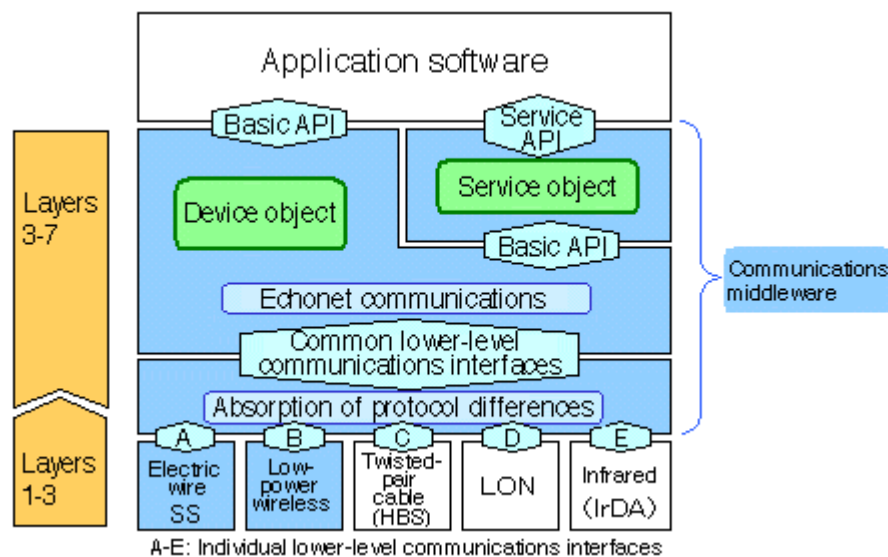 Application software
Basic API
Service
API
Layers
3-7
Device object
Service object
Basic API
Communications
middleware
Echonet communications
Common lower-level
communications interfaces
Absorption of protocol differences
A
B
C
D
E
Layers
1-3
Electric
wire
SS
Low-
power
wireless
Twisted-
pair
cable
(HBS)
LON
Infrared
(IrDA)
A-E: Individual lower-level communications interfaces